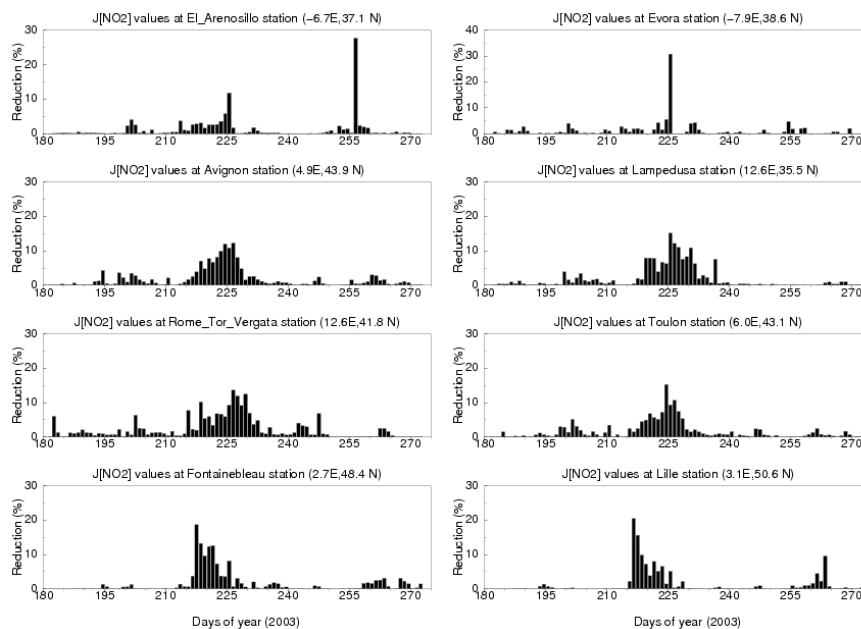 J[NO2] values at El_Arenosillo station (−6.7E,37.1 N)
Reduction (%)
30
20
10
0
180 195 210 225 240 255 270
J[NO2] values at Evora station (−7.9E,38.6 N)
Reduction (%)
40
30
20
10
0
180 195 210 225 240 255 270
J[NO2] values at Avignon station (4.9E,43.9 N)
Reduction (%)
30
20
10
0
180 195 210 225 240 255 270
J[NO2] values at Lampedusa station (12.6E,35.5 N)
Reduction (%)
30
20
10
0
180 195 210 225 240 255 270
J[NO2] values at Rome_Tor_Vergata station (12.6E,41.8 N)
Reduction (%)
30
20
10
0
180 195 210 225 240 255 270
J[NO2] values at Toulon station (6.0E,43.1 N)
Reduction (%)
30
20
10
0
180 195 210 225 240 255 270
J[NO2] values at Fontainebleau station (2.7E,48.4 N)
Reduction (%)
30
20
10
0
180 195 210 225 240 255 270
Days of year (2003)
J[NO2] values at Lille station (3.1E,50.6 N)
Reduction (%)
30
20
10
0
180 195 210 225 240 255 270
Days of year (2003)